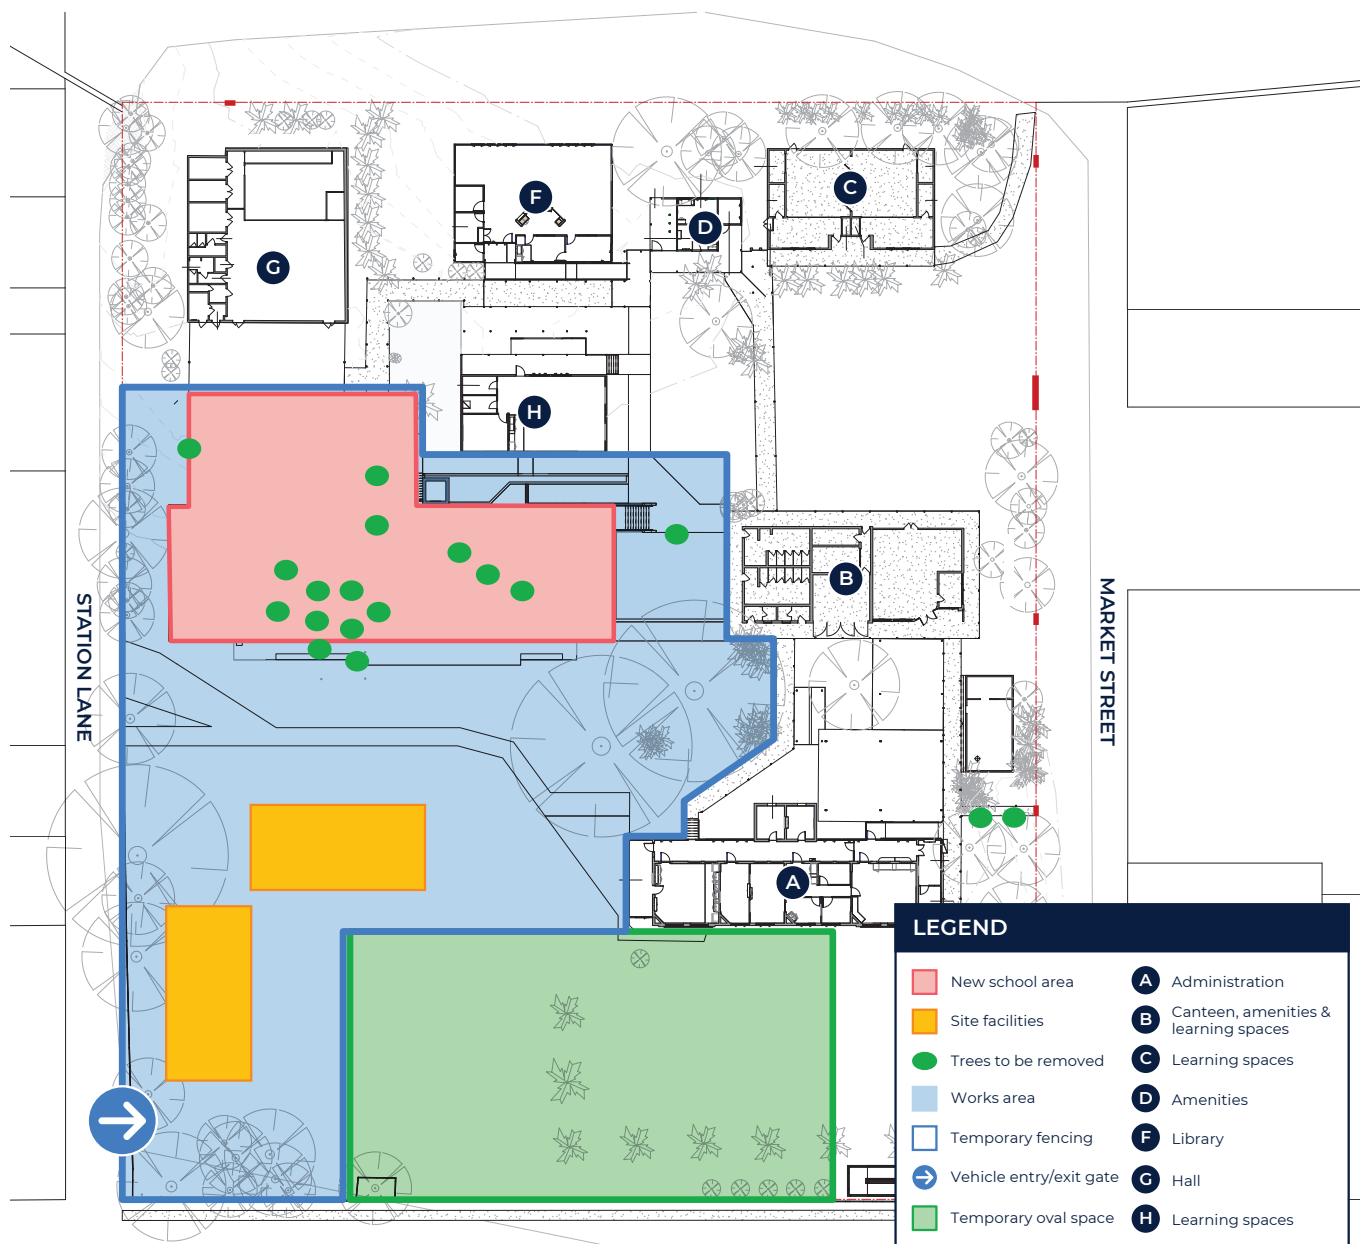 F
C
D
G
H
B
STATION LANE
MARKET STREET
A
LEGEND
New school area
Site facilities
Trees to be removed
Works area
Temporary fencing
Vehicle entry/exit gate
Temporary oval space
A Administration
B Canteen, amenities &
learning spaces
C Learning spaces
D Amenities
F Library
G Hall
H Learning spaces